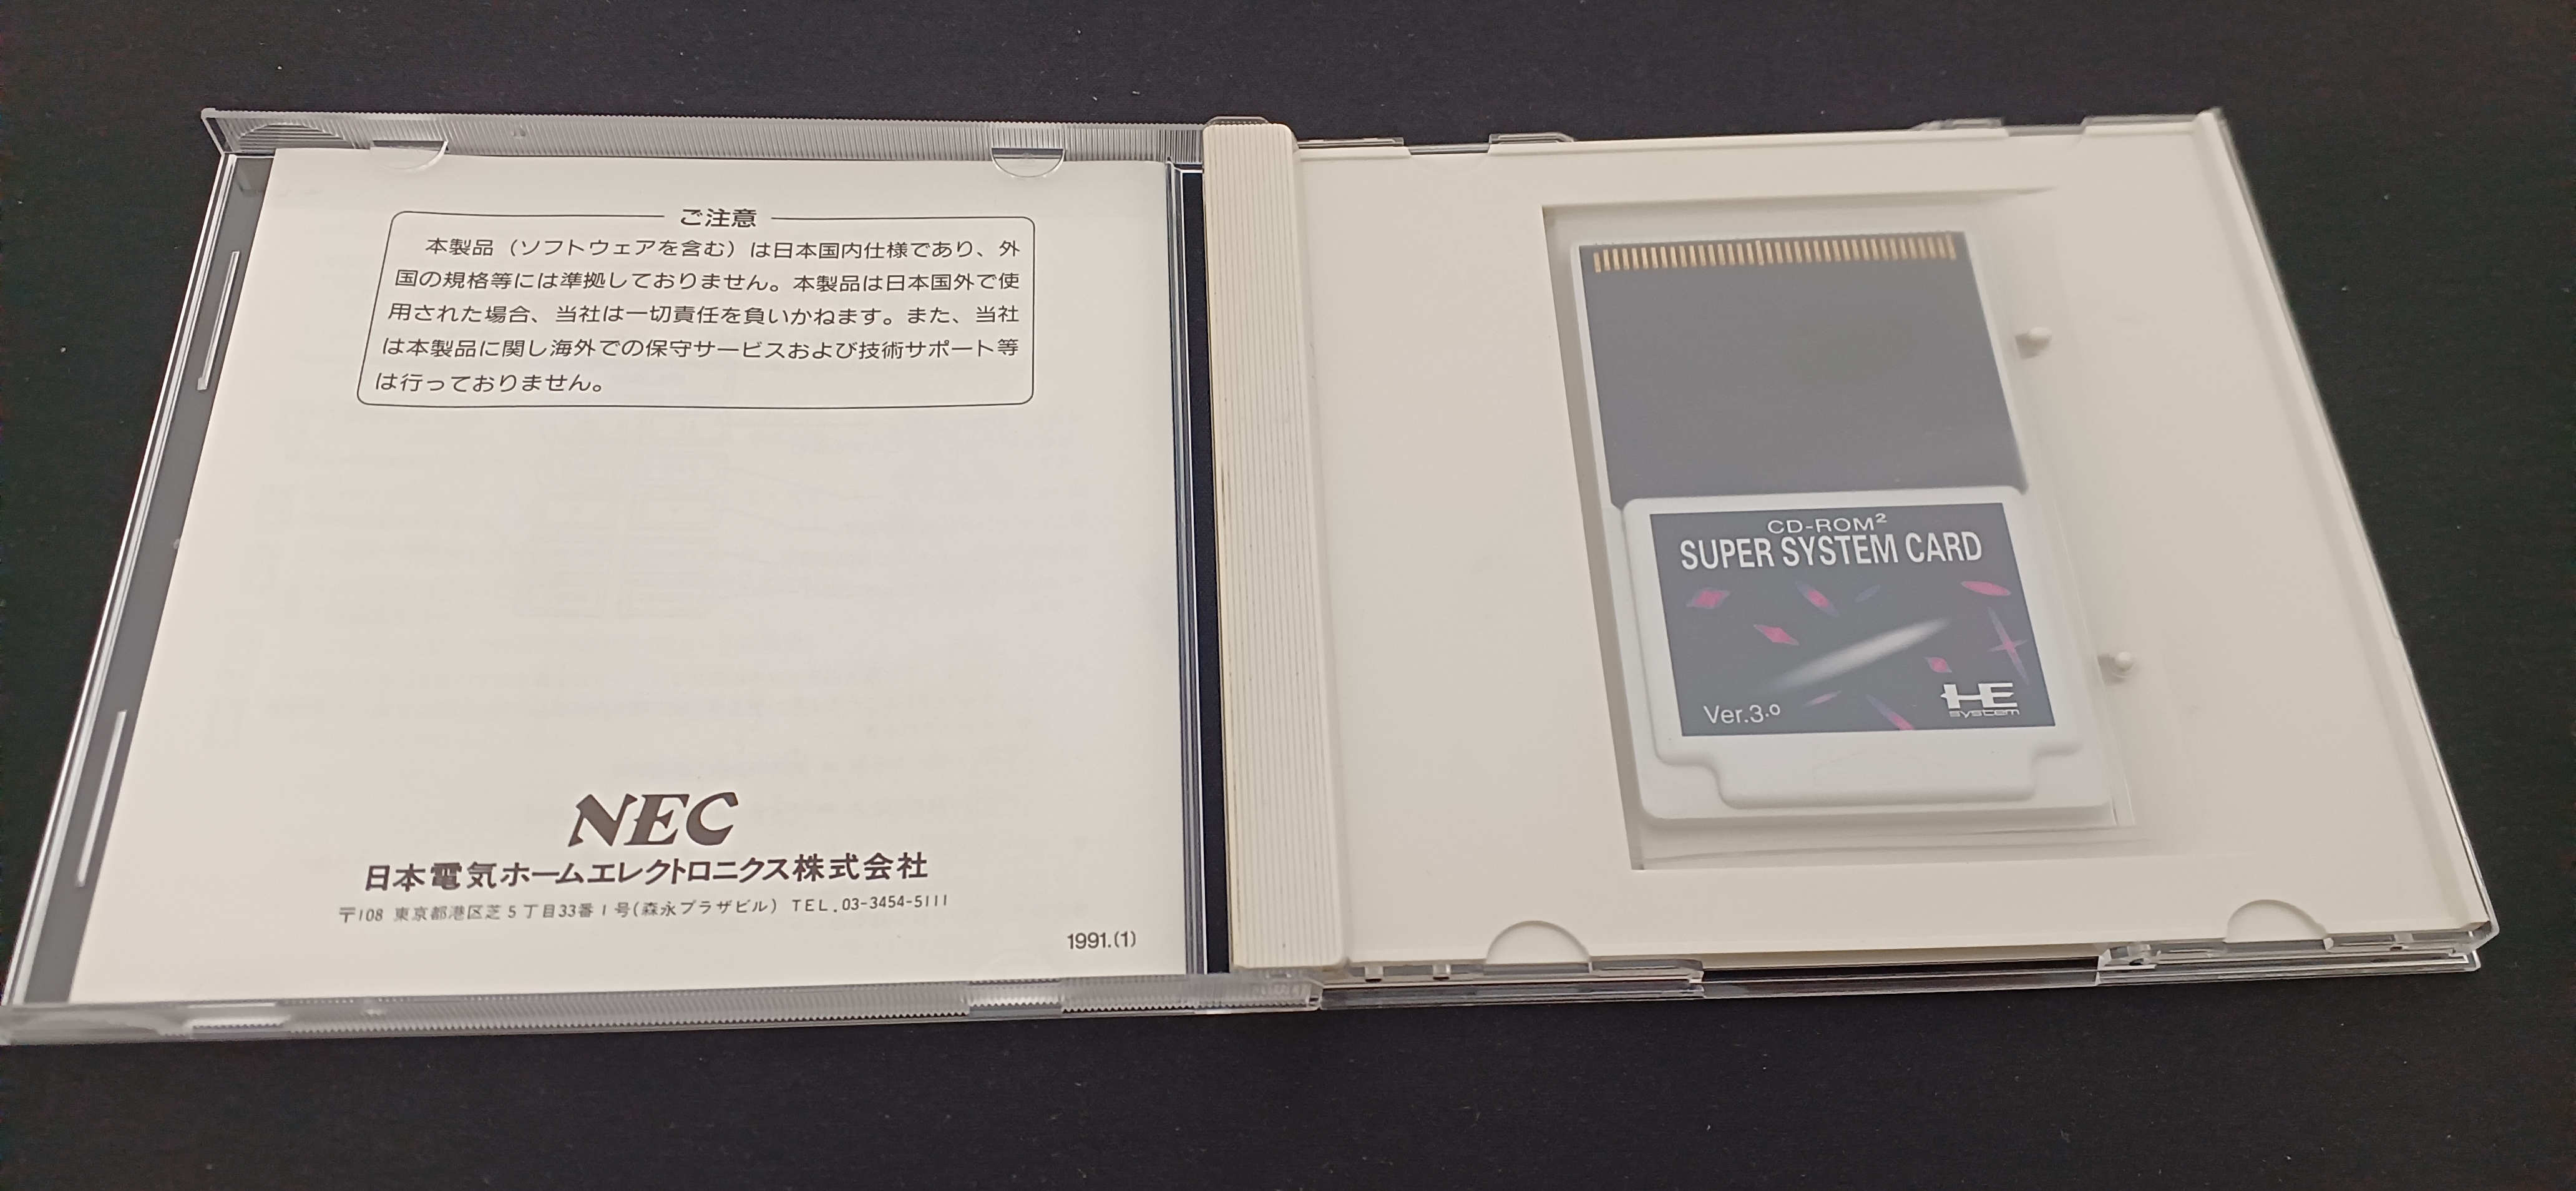 ご注意
本製品（ソフトウェアを含む）は日本国内仕様であり、外
国の規格等には準拠しておりません。本製品は日本国外で使
用された場合、当社は一切責任を負いかねます。また、当社
は本製品に関し海外での保守サービスおよび技術サポート等
は行っておりません。
NEC
日本電気ホームエレクトロニクス株式会社
〒108 東京都港区芝5丁目33番1号(森永プラザビル) TEL.03-3454-5111
1991.(1)
CD-ROM²
SUPER SYSTEM CARD
Ver.3.0
HE
SYSTEM